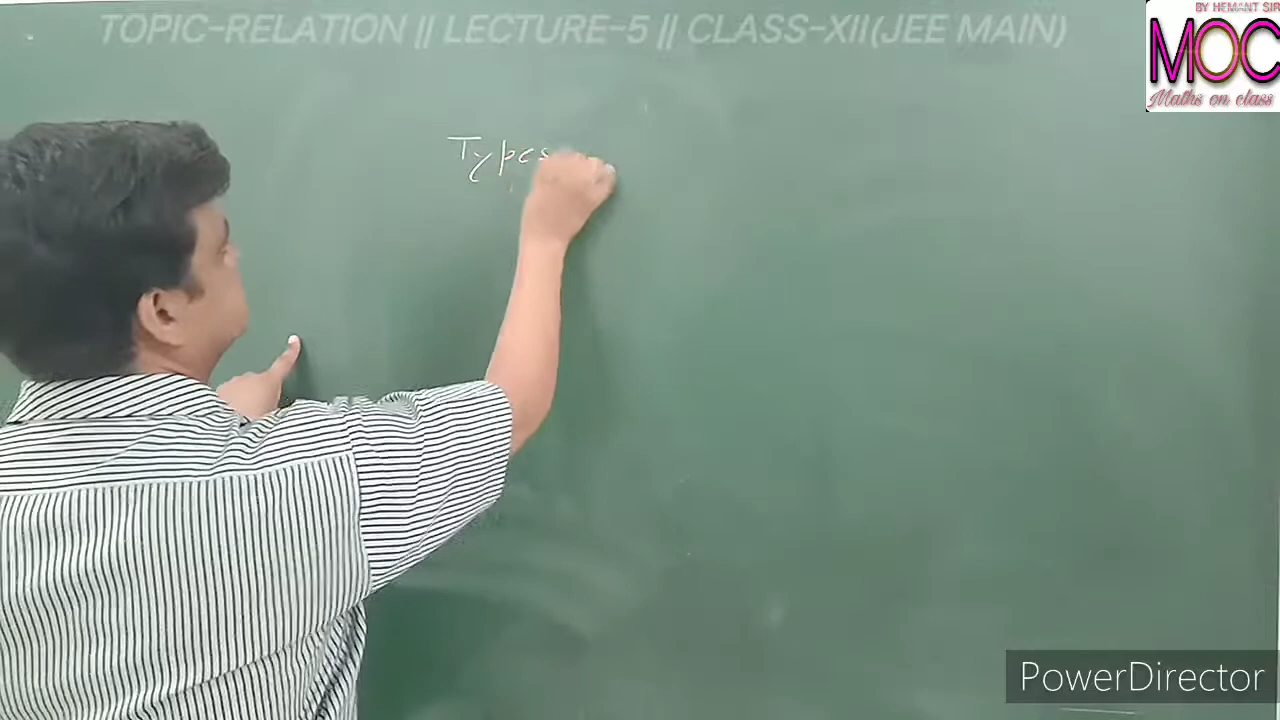 TOPIC-RELATION || LECTURE-5 || CLASS-XII(JEE MAIN)
BY HEMANT SIR
MOC
Maths on class
Types
PowerDirector